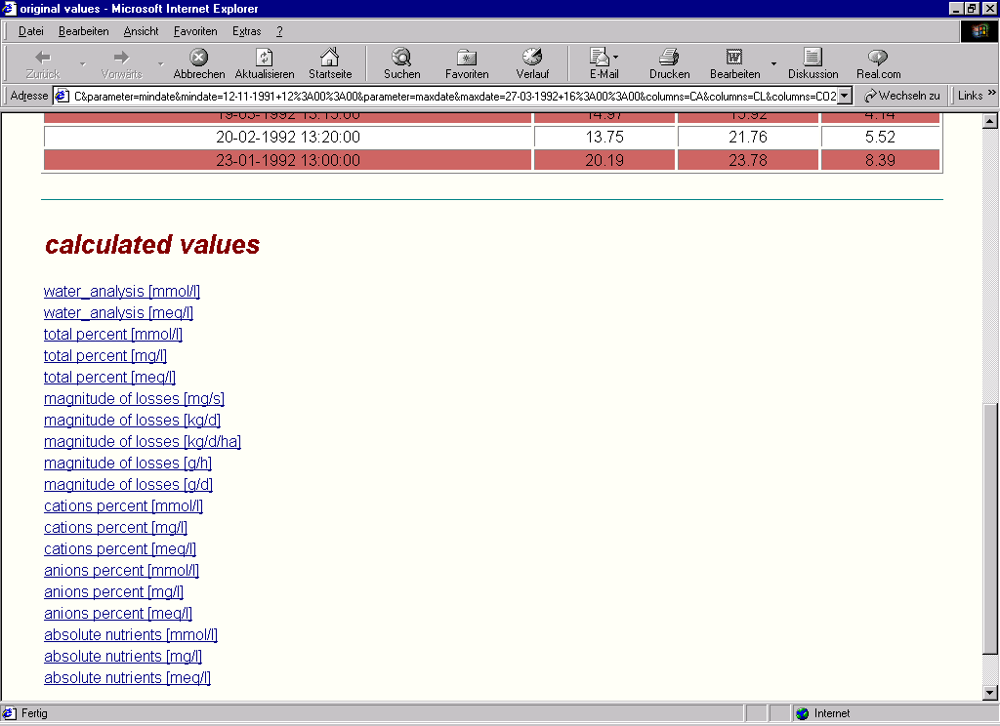 original values - Microsoft Internet Explorer
Datei Bearbeiten Ansicht Favoriten Extras ?
Zurück Vorwärts Abbrechen Aktualisieren Startseite Suchen Favoriten Verlauf E-Mail Drucken Bearbeiten Diskussion Real.com
Adresse C&parameter=mindate&mindate=12-11-1991+12%3A00%3A00&parameter=maxdate&maxdate=27-03-1992+16%3A00%3A00&columns=CA&columns=CL&columns=CO2 Wechseln zu Links »
14.97 15.92 4.14
20-02-1992 13:20:00 13.75 21.76 5.52
23-01-1992 13:00:00 20.19 23.78 8.39
calculated values
water_analysis [mmol/l]
water_analysis [meq/l]
total percent [mmol/l]
total percent [mg/l]
total percent [meq/l]
magnitude of losses [mg/s]
magnitude of losses [kg/d]
magnitude of losses [kg/d/ha]
magnitude of losses [g/h]
magnitude of losses [g/d]
cations percent [mmol/l]
cations percent [mg/l]
cations percent [meq/l]
anions percent [mmol/l]
anions percent [mg/l]
anions percent [meq/l]
absolute nutrients [mmol/l]
absolute nutrients [mg/l]
absolute nutrients [meq/l]
Fertig Internet